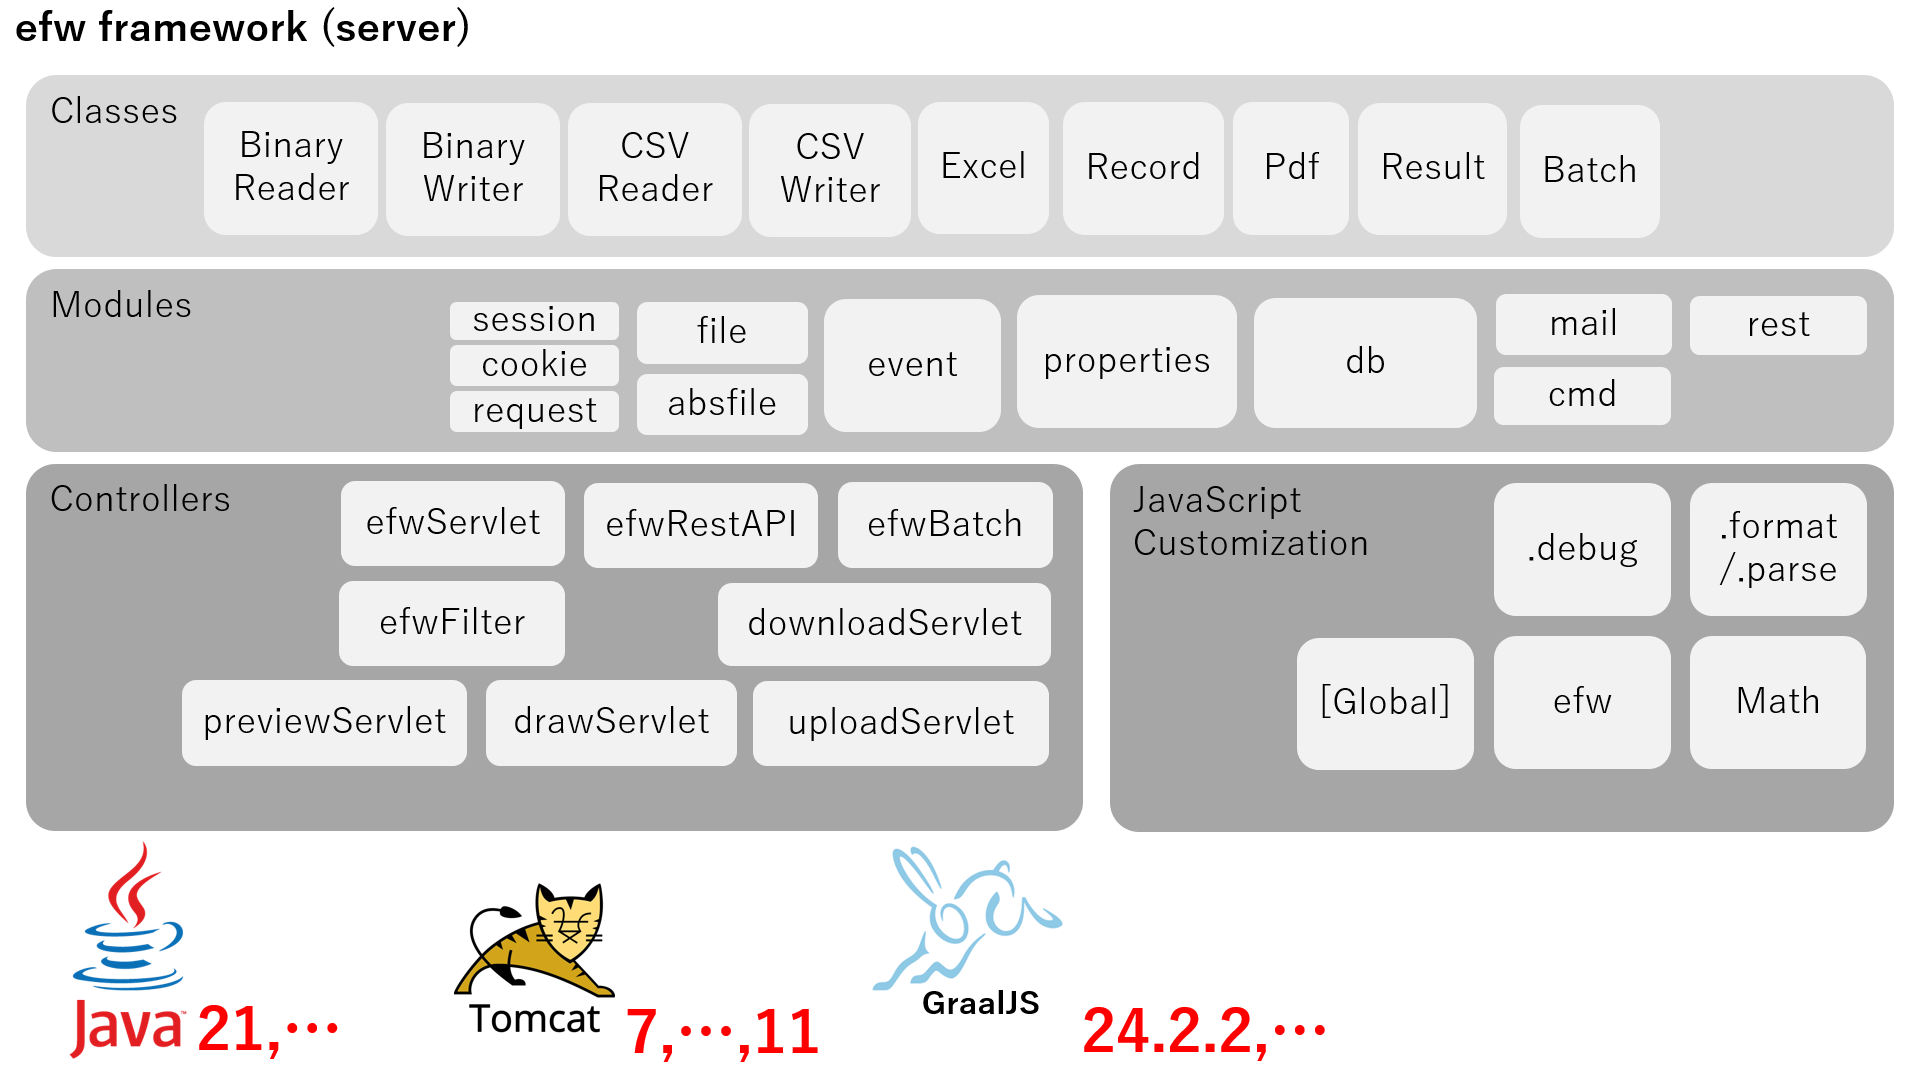 efw framework (server)
Classes
Binary
Reader
Binary
Writer
CSV
Reader
CSV
Writer
Excel
Record
Pdf
Result
Batch
Modules
session
cookie
request
file
absfile
event
properties
db
mail
cmd
rest
Controllers
efwServlet
efwRestAPI
efwBatch
efwFilter
downloadServlet
previewServlet
drawServlet
uploadServlet
JavaScript
Customization
.debug
.format
/.parse
[Global]
efw
Math
Java™ 21,…
Tomcat 7,…,11
GraalJS 24.2.2,…